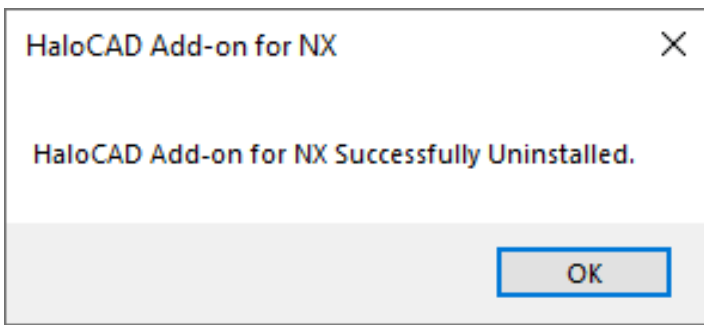 HaloCAD Add-on for NX
HaloCAD Add-on for NX Successfully Uninstalled.
OK